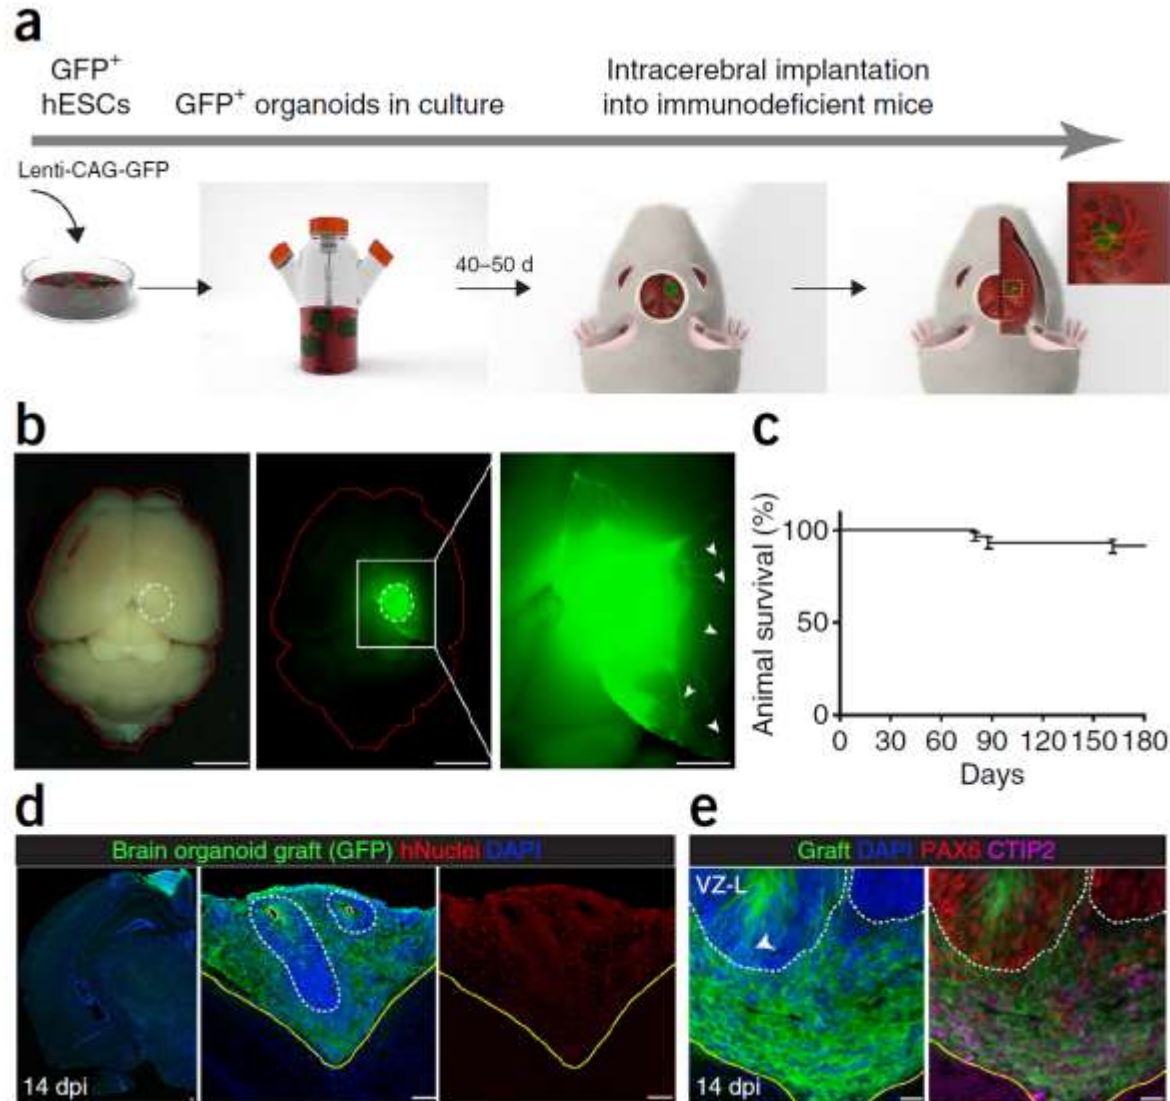 a
GFP⁺
hESCs
GFP⁺ organoids in culture
Intracerebral implantation
into immunodeficient mice
Lenti-CAG-GFP
40–50 d
b
c
Animal survival (%)
100
50
0
0 30 60 90 120 150 180
Days
d
Brain organoid graft (GFP) hNuclei DAPI
14 dpi
e
Graft DAPI PAX6 CTIP2
VZ-L
14 dpi